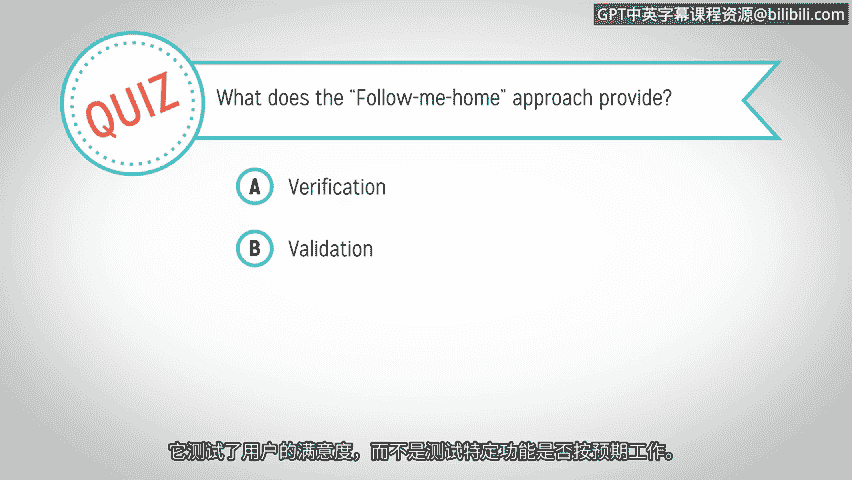 GPT中英字幕课程资源@bilibili.com
QUIZ
What does the "Follow-me-home" approach provide?
A Verification
B Validation
它测试了用户的满意度，而不是测试特定功能是否按预期工作。